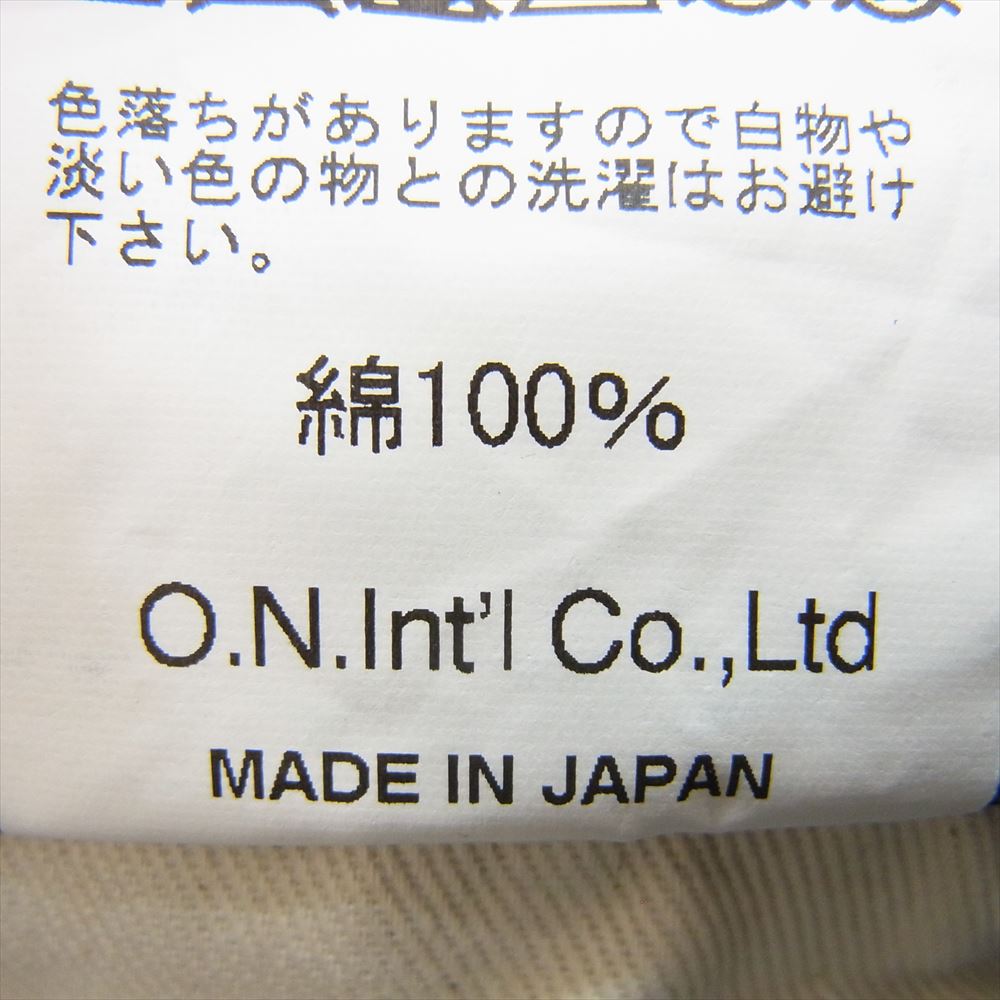 色落ちがありますので白物や
淡い色の物との洗濯はお避け
下さい。
綿100%
O.N.Int'l Co.,Ltd
MADE IN JAPAN